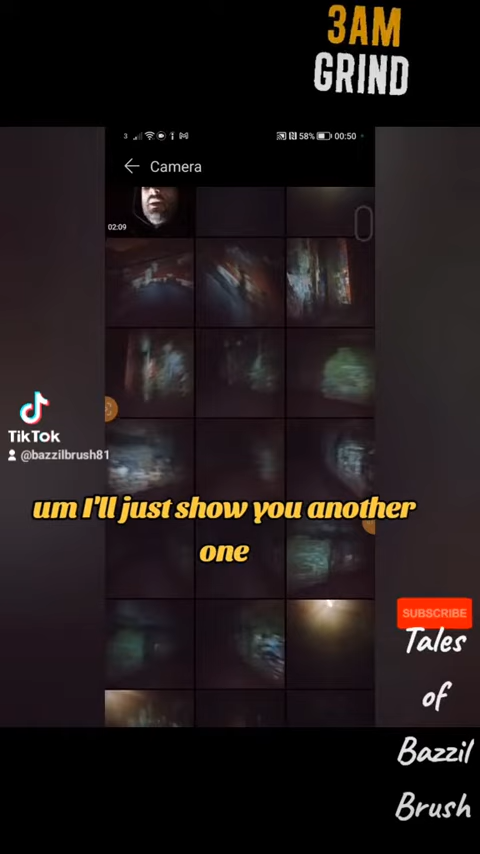 3AM
GRIND
3
58% 00:50
Camera
02:09
TikTok
@bazzilbrush81
um I'll just show you another
one
SUBSCRIBE
Tales
of
Bazzil
Brush